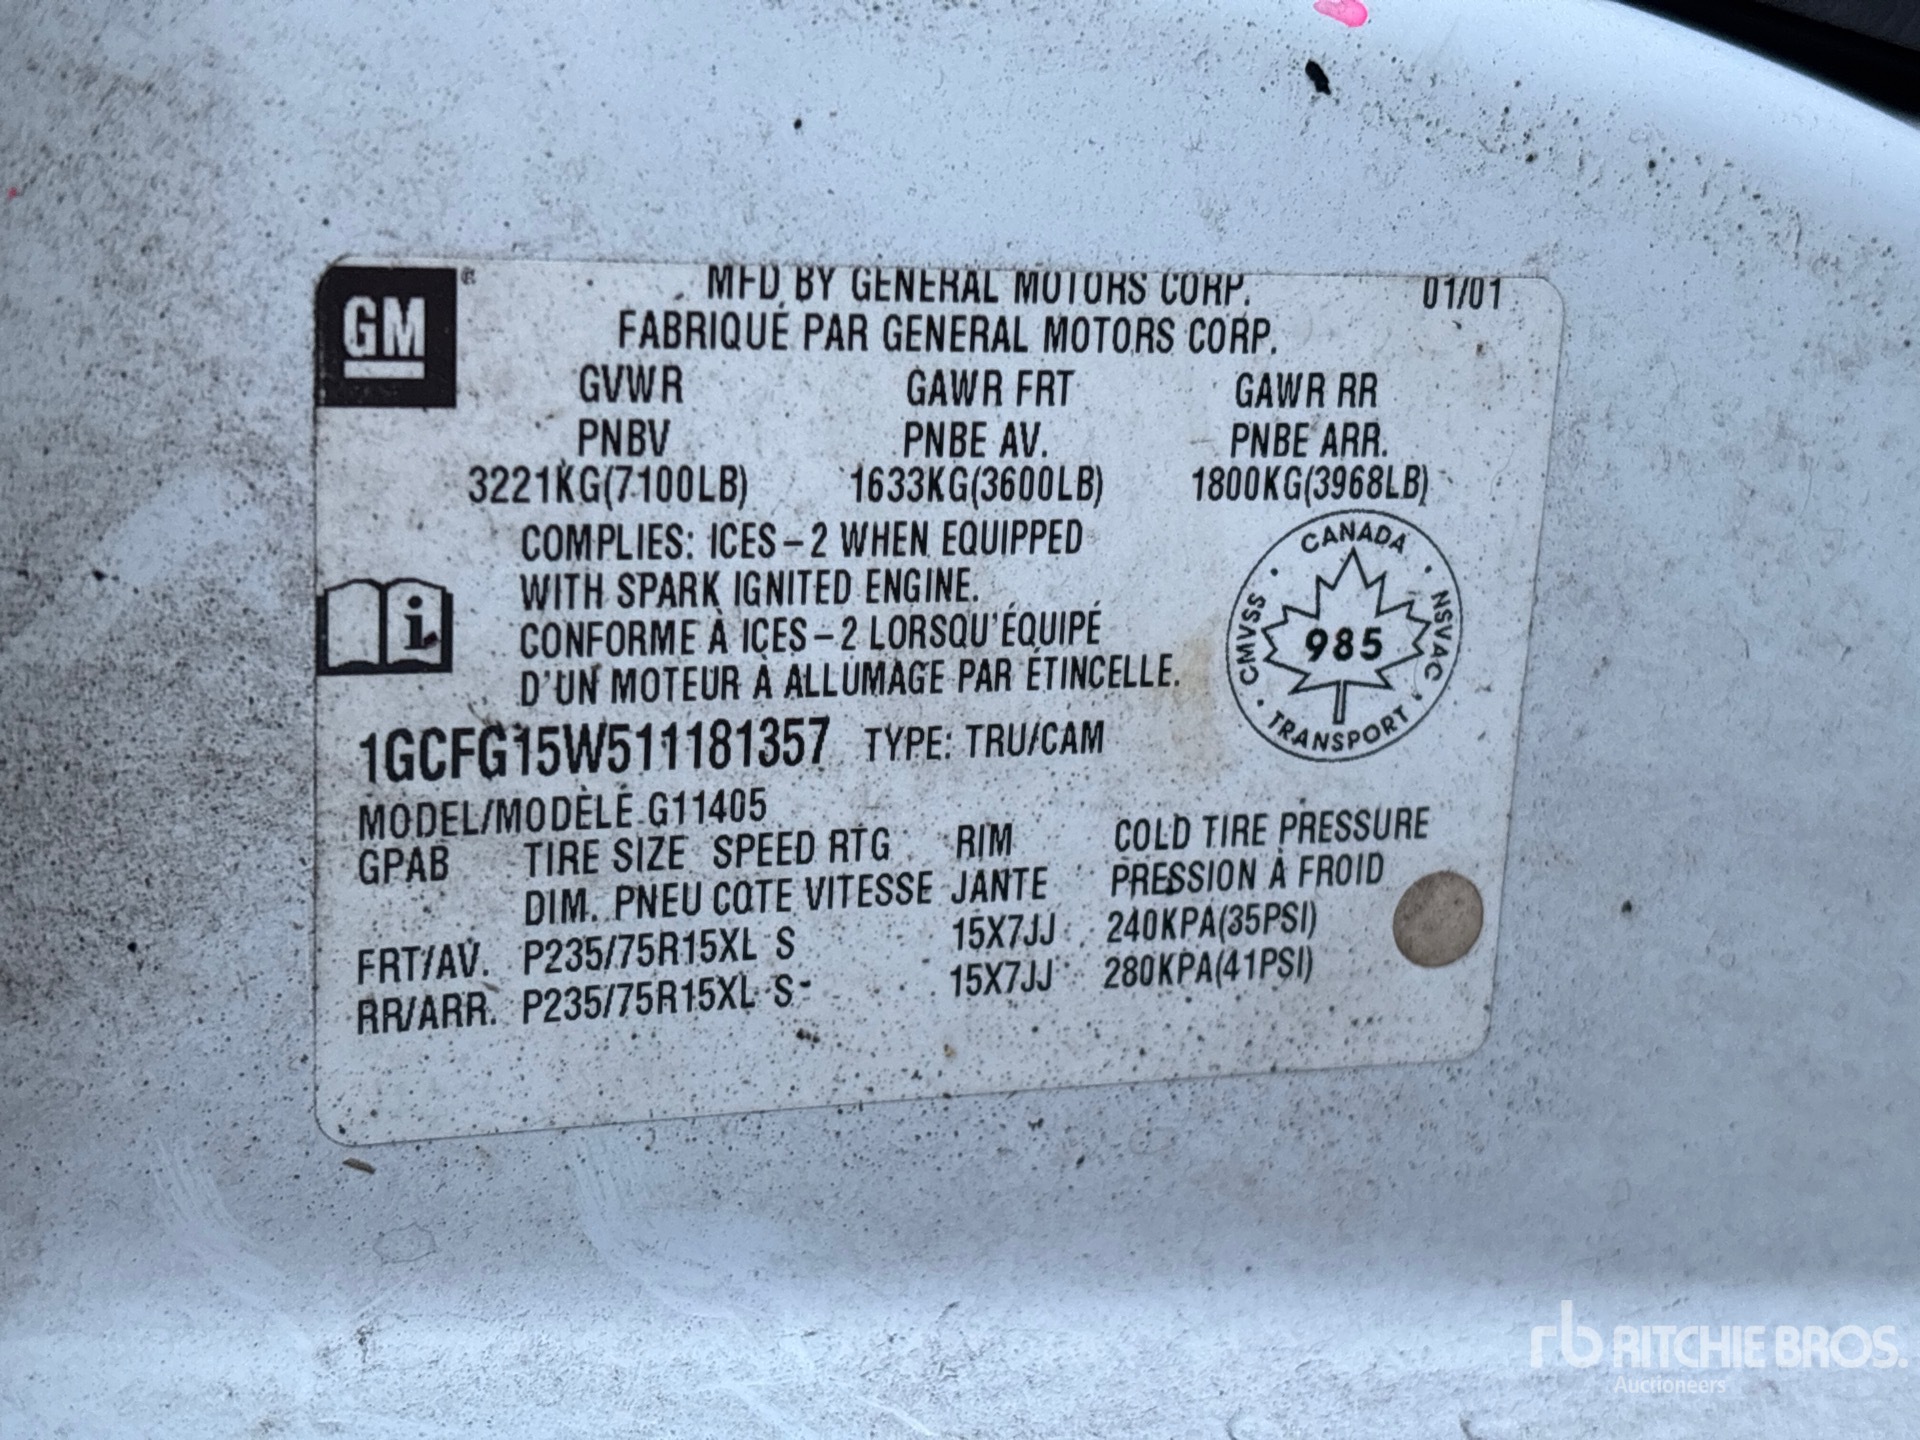 GM ®
MFD BY GENERAL MOTORS CORP. 01/01
FABRIQUÉ PAR GENERAL MOTORS CORP.
GVWR GAWR FRT GAWR RR
PNBV PNBE AV. PNBE ARR.
3221KG(7100LB) 1633KG(3600LB) 1800KG(3968LB)
COMPLIES: ICES-2 WHEN EQUIPPED
WITH SPARK IGNITED ENGINE.
CONFORME À ICES-2 LORSQU'ÉQUIPÉ
D'UN MOTEUR À ALLUMAGE PAR ÉTINCELLE.
i
CANADA
CMVSS 985 NSVAC
TRANSPORT
1GCFG15W511181357 TYPE: TRU/CAM
MODEL/MODÈLE G11405
GPAB TIRE SIZE SPEED RTG RIM COLD TIRE PRESSURE
DIM. PNEU COTE VITESSE JANTE PRESSION À FROID
FRT/AV. P235/75R15XL S 15X7JJ 240KPA(35PSI)
RR/ARR. P235/75R15XL S 15X7JJ 280KPA(41PSI)
rb RITCHIE BROS.
Auctioneers